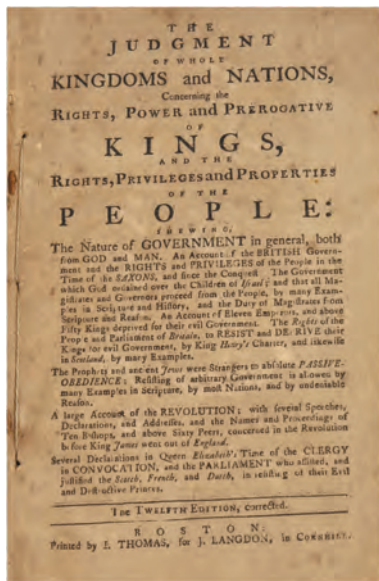 THE
JUDGMENT
OF WHOLE
KINGDOMS and NATIONS,
Concerning the
RIGHTS, POWER and PREROGATIVE
OF
KINGS,
AND THE
RIGHTS, PRIVILEGES and PROPERTIES
OF THE
PEOPLE:
SHEWING,
The Nature of GOVERNMENT in general, both
from GOD and MAN. An Account of the BRITISH Govern-
ment and the RIGHTS and PRIVILEGES of the People in the
Time of the SAXONS, and since the Conquest. The Government
which God ordained over the Children of Israel; and that all Ma-
gistrates and Governors proceed from the People, by many Exam-
ples in Scripture and History, and the Duty of Magistrates from
Scripture and Reason. An Account of Eleven Emperors, and above
Fifty Kings deprived for their evil Government. The Rights of the
People and Parliament of Britain, to RESIST and DEPRIVE their
Kings for evil Government, by King Henry's Charter, and likewise
in Scotland, by many Examples.
The Prophets and ancient Jews were Strangers to absolute PASSIVE-
OBEDIENCE: Resisting of arbitrary Government is allowed by
many Examples in Scripture, by most Nations, and by undeniable
Reason.
A large Account of the REVOLUTION; with several Speeches,
Declarations, and Addresses, and the Names and Proceedings of
Ten Bishops, and above Sixty Peers, concerned in the Revolution
before King James went out of England.
Several Declarations in Queen Elizabeth's Time of the CLERGY
in CONVOCATION, and the PARLIAMENT who assisted, and
justified the Scotch, French, and Dutch, in resisting of their Evil
and Destructive Princes.
The TWELFTH EDITION, corrected.
BOSTON:
Printed by I. THOMAS, for J. LANGDON, in CORNHILL.